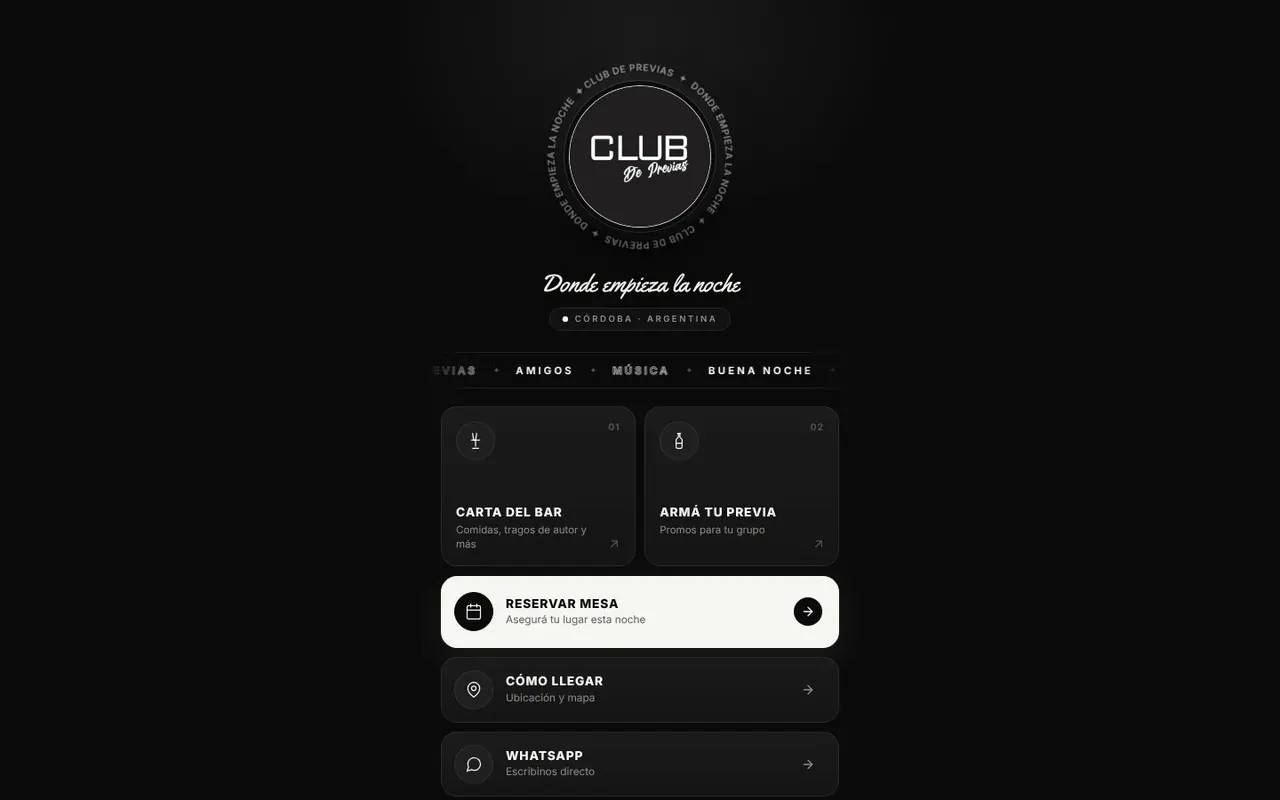 CLUB DE PREVIAS ✦ DONDE EMPIEZA LA NOCHE ✦ CLUB DE PREVIAS ✦ DONDE EMPIEZA LA NOCHE ✦
CLUB
De Previas
Donde empieza la noche
CÓRDOBA · ARGENTINA
EVIAS ✦ AMIGOS ✦ MÚSICA ✦ BUENA NOCHE ✦
01
CARTA DEL BAR
Comidas, tragos de autor y
más
02
ARMÁ TU PREVIA
Promos para tu grupo
RESERVAR MESA
Asegurá tu lugar esta noche
CÓMO LLEGAR
Ubicación y mapa
WHATSAPP
Escribinos directo